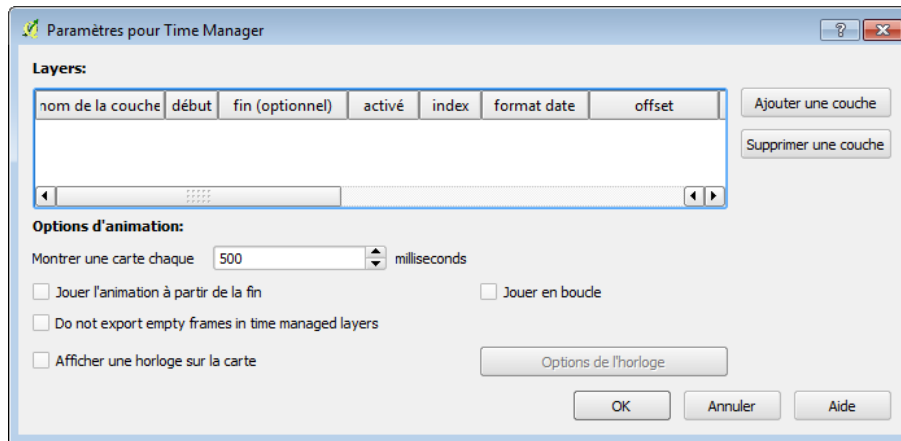 Paramètres pour Time Manager
Layers:
nom de la couche début fin (optionnel) activé index format date offset
Ajouter une couche
Supprimer une couche
Options d'animation:
Montrer une carte chaque 500 milliseconds
Jouer l'animation à partir de la fin Jouer en boucle
Do not export empty frames in time managed layers
Afficher une horloge sur la carte Options de l'horloge
OK Annuler Aide